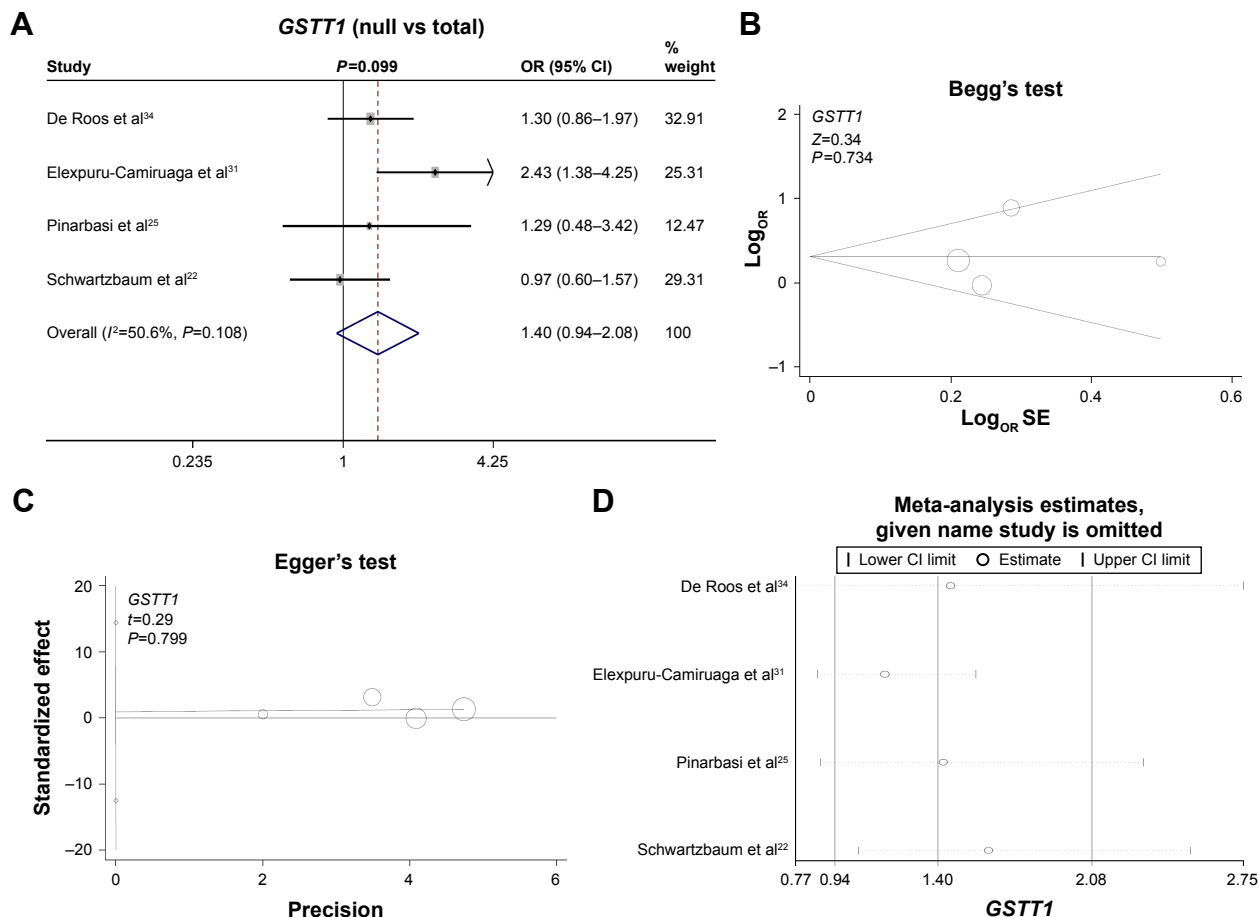 A
GSTT1 (null vs total)
Study P=0.099 OR (95% CI) % weight
De Roos et al³⁴ 1.30 (0.86–1.97) 32.91
Elexpuru-Camiruaga et al³¹ 2.43 (1.38–4.25) 25.31
Pinarbasi et al²⁵ 1.29 (0.48–3.42) 12.47
Schwartzbaum et al²² 0.97 (0.60–1.57) 29.31
Overall (I²=50.6%, P=0.108) 1.40 (0.94–2.08) 100
0.235 1 4.25
B
Begg's test
GSTT1
Z=0.34
P=0.734
Log_OR
2
1
0
–1
0 0.2 0.4 0.6
Log_OR SE
C
Egger's test
GSTT1
t=0.29
P=0.799
Standardized effect
20
10
0
–10
–20
0 2 4 6
Precision
D
Meta-analysis estimates,
given name study is omitted
Lower CI limit Estimate Upper CI limit
De Roos et al³⁴
Elexpuru-Camiruaga et al³¹
Pinarbasi et al²⁵
Schwartzbaum et al²²
0.77 0.94 1.40 2.08 2.75
GSTT1